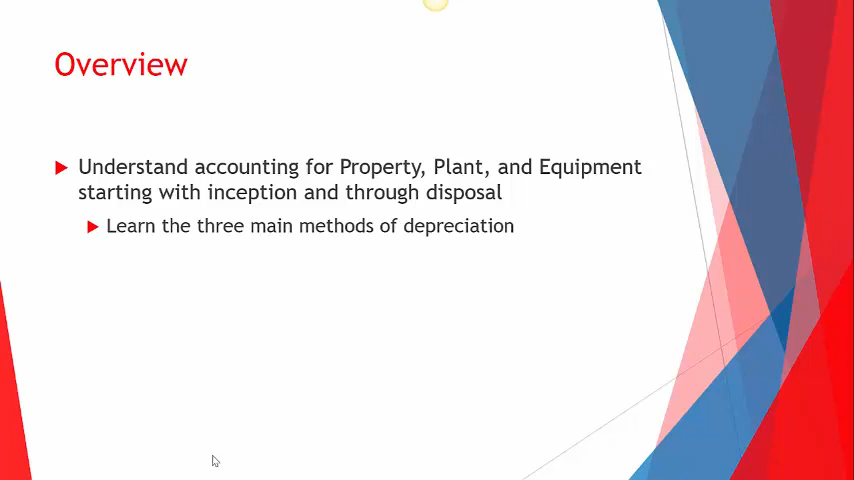 Overview
Understand accounting for Property, Plant, and Equipment
starting with inception and through disposal
Learn the three main methods of depreciation